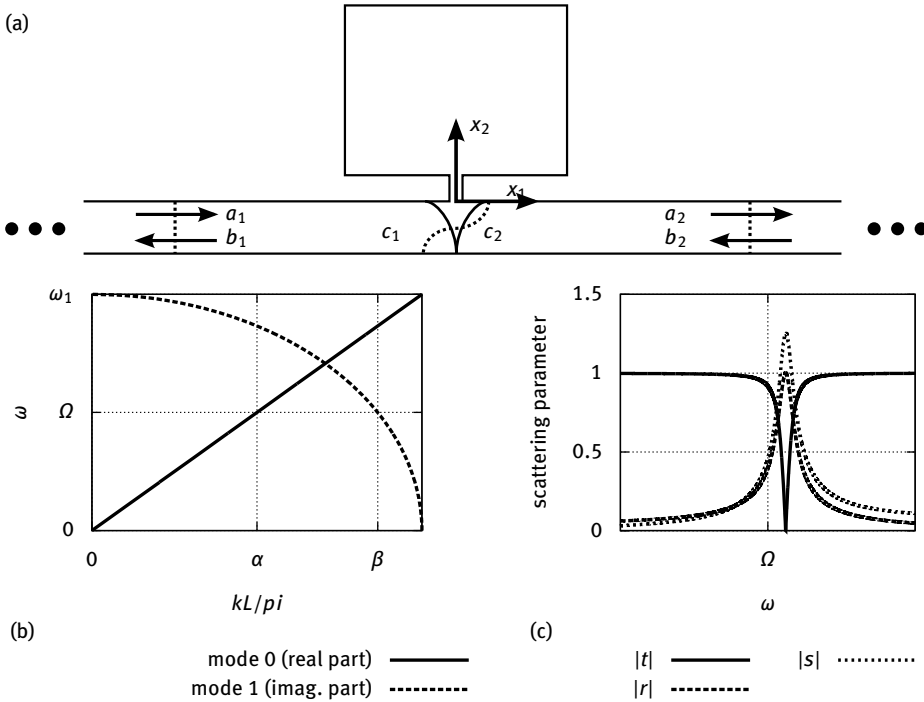 (a)
x2
x1
a1
b1
c1
c2
a2
b2
ω1
Ω
0
ω
0
α
β
kL/pi
(b)
mode 0 (real part)
mode 1 (imag. part)
1.5
1
0.5
0
scattering parameter
Ω
ω
(c)
|t|
|s|
|r|